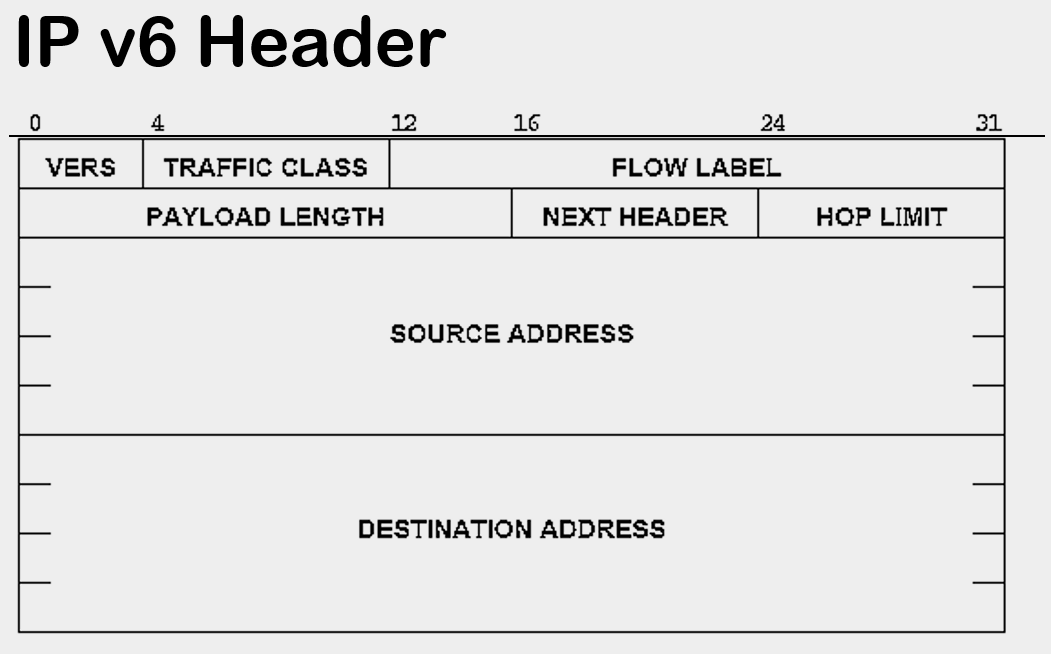 IP v6 Header
0 4 12 16 24 31
VERS TRAFFIC CLASS FLOW LABEL
PAYLOAD LENGTH NEXT HEADER HOP LIMIT
SOURCE ADDRESS
DESTINATION ADDRESS